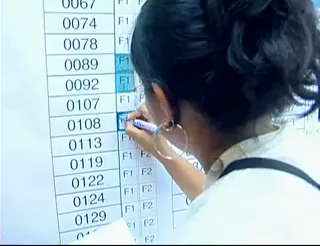 0067 F1
0074 F1
0078 F1
0089 F1
0092 F1
0107 F1
0108
0113 F1 F2
0119 F1 F2
0122 F1 F2
0124 F1 F2
0129 F1 F2